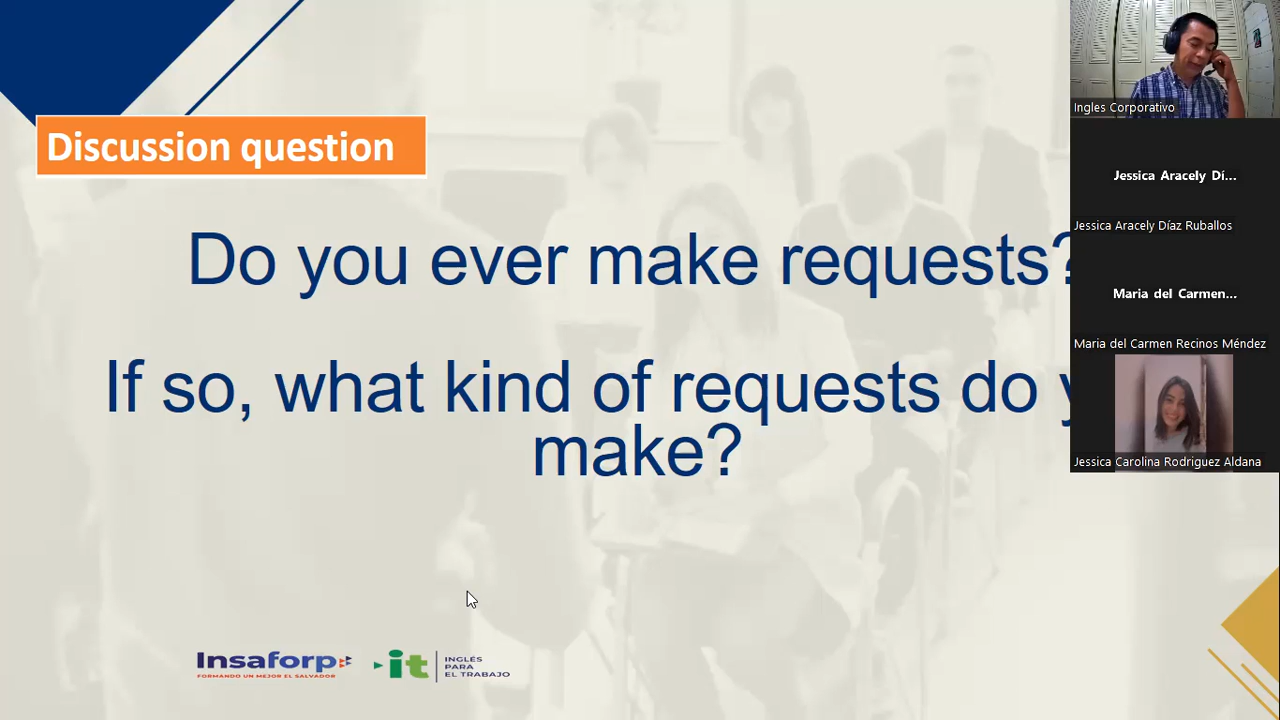 Discussion question
Do you ever make requests?
If so, what kind of requests do
make?
Insaforp
FORMANDO UN MEJOR EL SALVADOR
it
INGLÉS
PARA
EL TRABAJO
Ingles Corporativo
Jessica Aracely Dí...
Jessica Aracely Díaz Ruballos
Maria del Carmen...
Maria del Carmen Recinos Méndez
Jessica Carolina Rodriguez Aldana